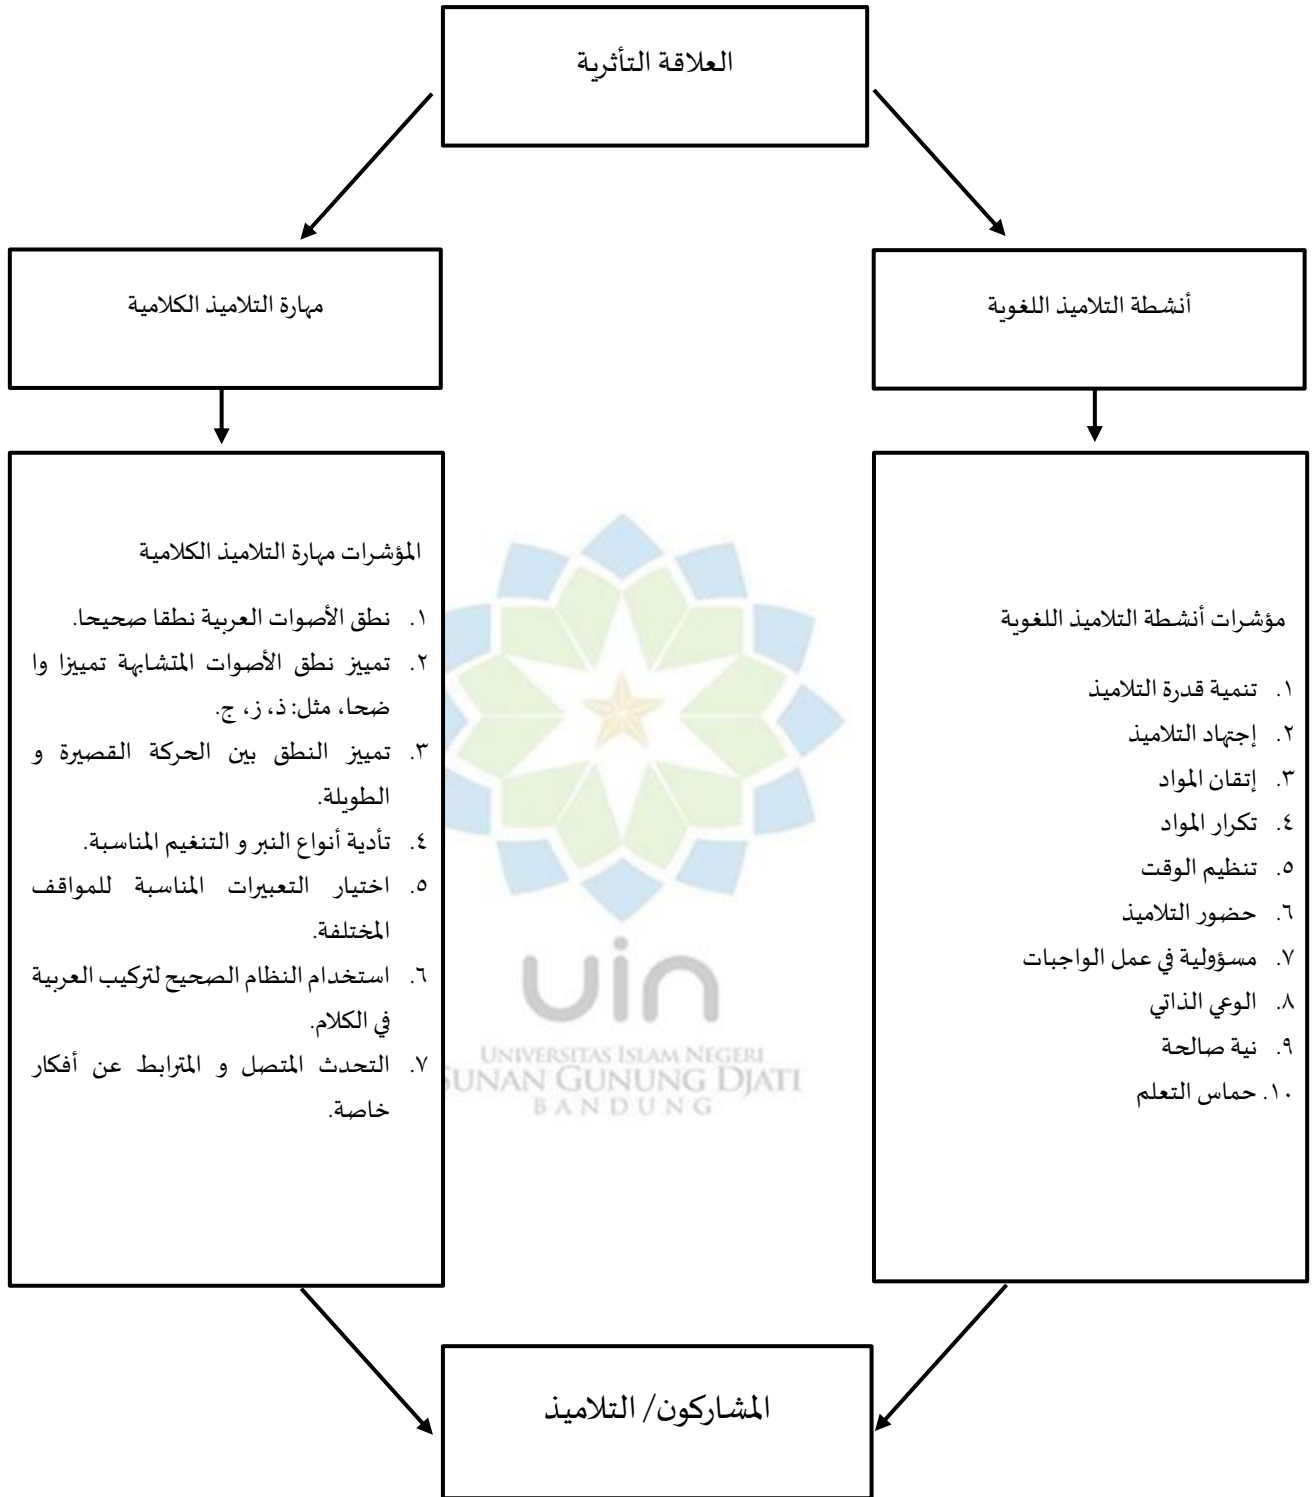 العلاقة التأثرية
أنشطة التلاميذ اللغوية
مهارة التلاميذ الكلامية
مؤشرات أنشطة التلاميذ اللغوية
١. تنمية قدرة التلاميذ
٢. إجتهاد التلاميذ
٣. إتقان المواد
٤. تكرار المواد
٥. تنظيم الوقت
٦. حضور التلاميذ
٧. مسؤولية في عمل الواجبات
٨. الوعي الذاتي
٩. نية صالحة
١٠. حماس التعلم
المؤشرات مهارة التلاميذ الكلامية
١. نطق الأصوات العربية نطقا صحيحا.
٢. تمييز نطق الأصوات المتشابهة تمييزا وا
ضحا، مثل: ذ، ز، ج.
٣. تمييز النطق بين الحركة القصيرة و
الطويلة.
٤. تأدية أنواع النبر و التنغيم المناسبة.
٥. اختيار التعبيرات المناسبة للمواقف
المختلفة.
٦. استخدام النظام الصحيح لتركيب العربية
في الكلام.
٧. التحدث المتصل و المترابط عن أفكار
خاصة.
uin
UNIVERSITAS ISLAM NEGERI
SUNAN GUNUNG DJATI
BANDUNG
المشاركون/ التلاميذ